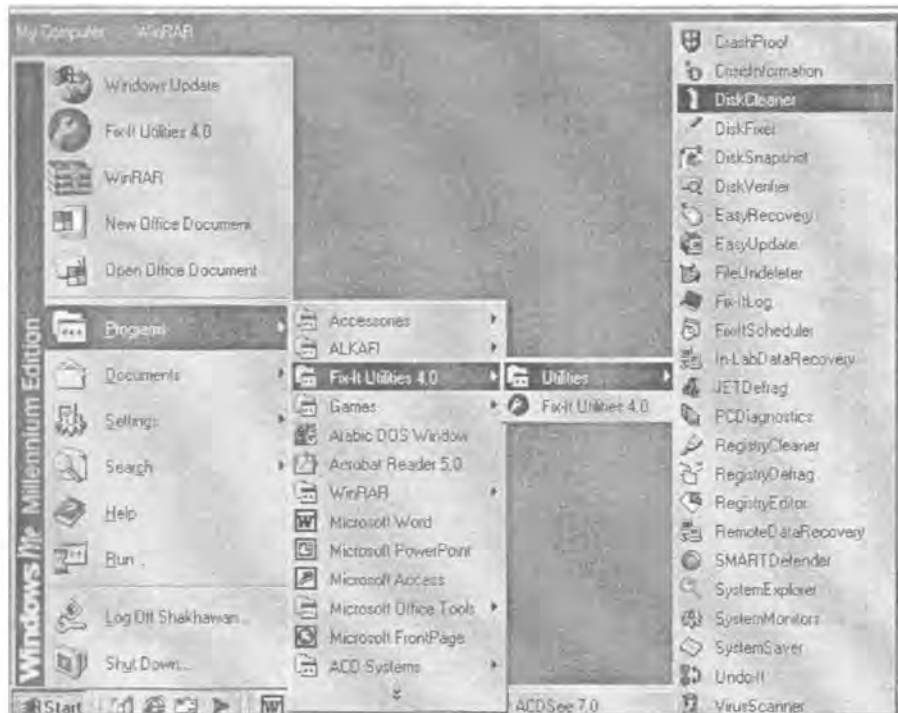 My Computer
WinRAR
Windows Update
Fix-It Utilities 4.0
WinRAR
New Office Document
Open Office Document
Programs
Documents
Settings
Search
Help
Run...
Log Off Shakhawan...
Shut Down...
Windows Me Millennium Edition
Start
Accessories
ALKAFI
Fix-It Utilities 4.0
Games
Arabic DOS Window
Acrobat Reader 5.0
WinRAR
Microsoft Word
Microsoft PowerPoint
Microsoft Access
Microsoft Office Tools
Microsoft FrontPage
ACD Systems
Utilities
Fix-It Utilities 4.0
ACDSee 7.0
CrashProof
DiskCleaner
DiskFixer
DiskSnapshot
DiskVerifier
EasyRecovery
EasyUpdate
FileUndeleter
Fix-ItLog
FixItScheduler
In-LabDataRecovery
JETDefrag
PCDiagnostics
RegistryCleaner
RegistryDefrag
RegistryEditor
RemoteDataRecovery
SMARTDefender
SystemExplorer
SystemMonitors
SystemSaver
Undo-It
VirusScanner